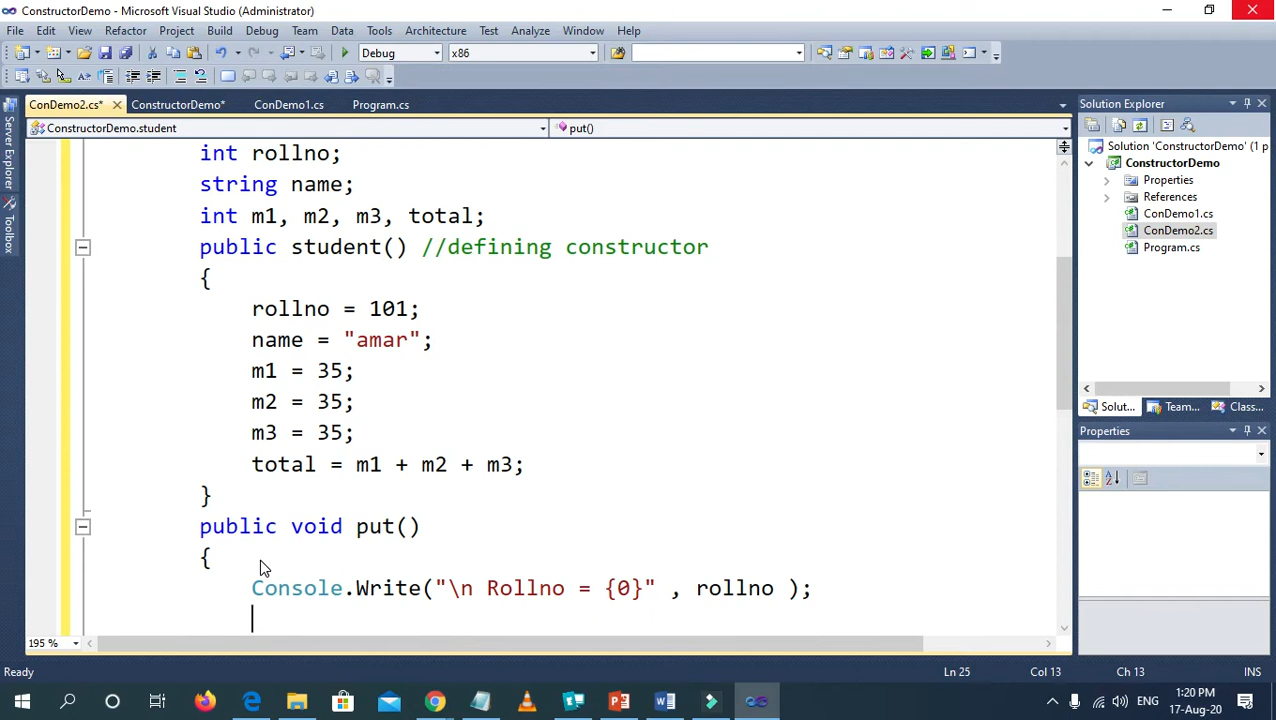 ConstructorDemo - Microsoft Visual Studio (Administrator)
File Edit View Refactor Project Build Debug Team Data Tools Architecture Test Analyze Window Help
Debug x86
ConDemo2.cs* ConstructorDemo* ConDemo1.cs Program.cs
ConstructorDemo.student put()
Server Explorer
Toolbox
int rollno;
string name;
int m1, m2, m3, total;
public student() //defining constructor
{
rollno = 101;
name = "amar";
m1 = 35;
m2 = 35;
m3 = 35;
total = m1 + m2 + m3;
}
public void put()
{
Console.Write("\n Rollno = {0}" , rollno );
195 %
Solution Explorer
Solution 'ConstructorDemo' (1 p
ConstructorDemo
Properties
References
ConDemo1.cs
ConDemo2.cs
Program.cs
Solut... Team... Class...
Properties
Ready Ln 25 Col 13 Ch 13 INS
ENG
1:20 PM
17-Aug-20